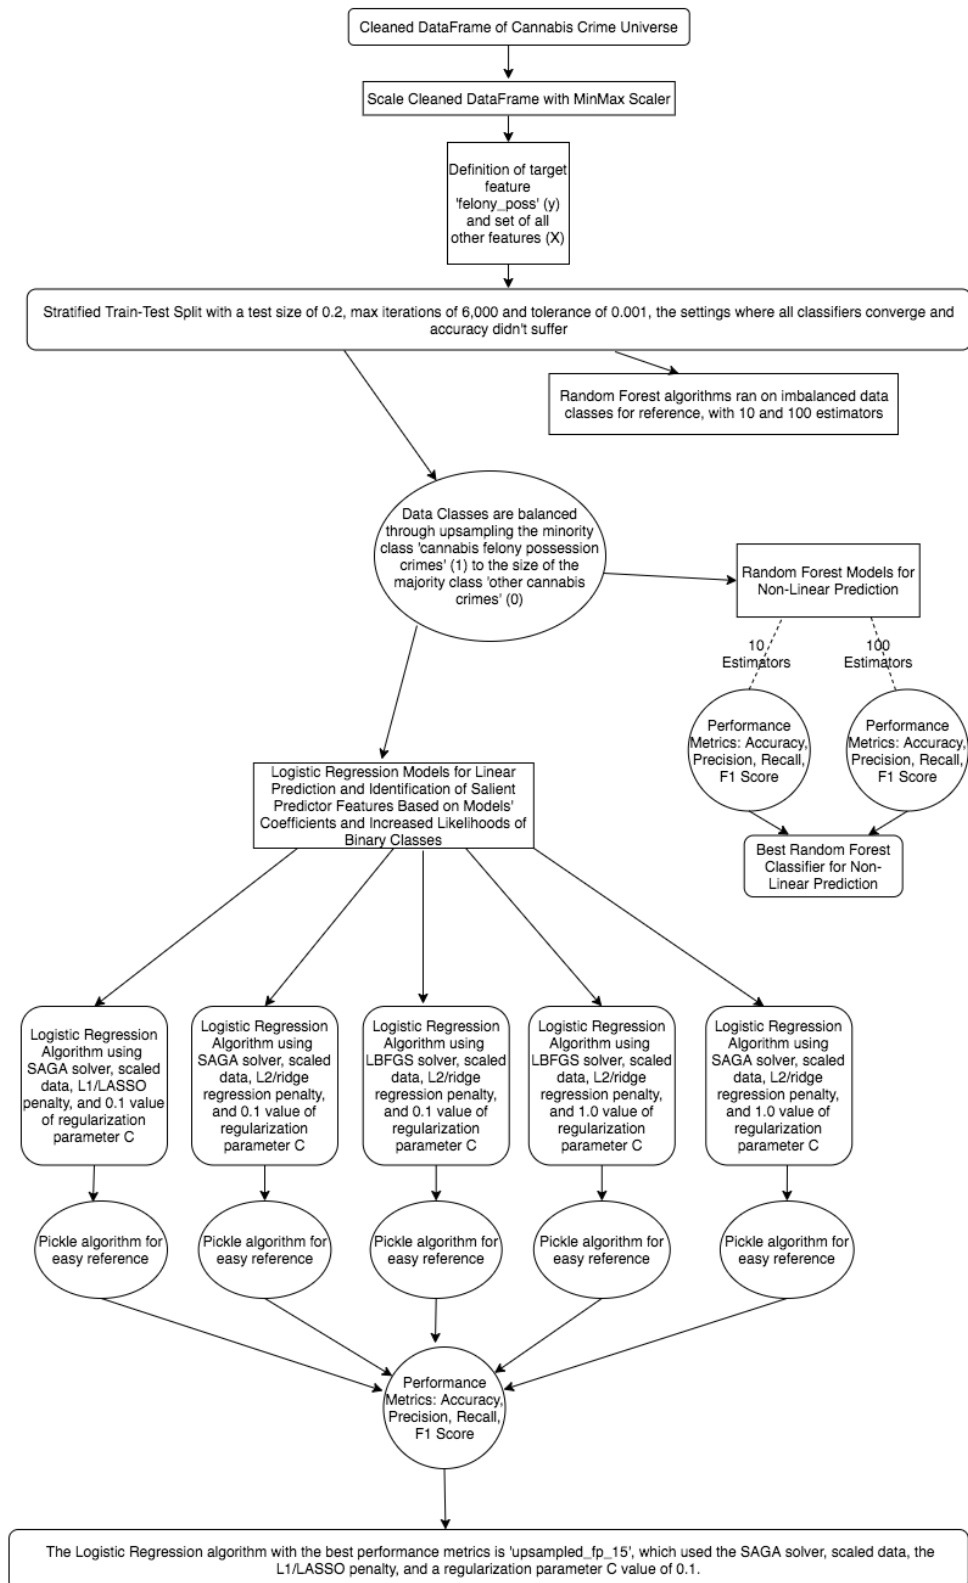 Cleaned DataFrame of Cannabis Crime Universe
Scale Cleaned DataFrame with MinMax Scaler
Definition of target
feature
'felony_poss' (y)
and set of all
other features (X)
Stratified Train-Test Split with a test size of 0.2, max iterations of 6,000 and tolerance of 0.001, the settings where all classifiers converge and
accuracy didn't suffer
Random Forest algorithms ran on imbalanced data
classes for reference, with 10 and 100 estimators
Data Classes are balanced
through upsampling the minority
class 'cannabis felony possession
crimes' (1) to the size of the
majority class 'other cannabis
crimes' (0)
Random Forest Models for
Non-Linear Prediction
10
Estimators
100
Estimators
Performance
Metrics: Accuracy,
Precision, Recall,
F1 Score
Performance
Metrics: Accuracy,
Precision, Recall,
F1 Score
Best Random Forest
Classifier for Non-
Linear Prediction
Logistic Regression Models for Linear
Prediction and Identification of Salient
Predictor Features Based on Models'
Coefficients and Increased Likelihoods of
Binary Classes
Logistic Regression
Algorithm using
SAGA solver, scaled
data, L1/LASSO
penalty, and 0.1 value
of regularization
parameter C
Logistic Regression
Algorithm using
SAGA solver, scaled
data, L2/ridge
regression penalty,
and 0.1 value of
regularization
parameter C
Logistic Regression
Algorithm using
LBFGS solver, scaled
data, L2/ridge
regression penalty,
and 0.1 value of
regularization
parameter C
Logistic Regression
Algorithm using
LBFGS solver, scaled
data, L2/ridge
regression penalty,
and 1.0 value of
regularization
parameter C
Logistic Regression
Algorithm using
SAGA solver, scaled
data, L2/ridge
regression penalty,
and 1.0 value of
regularization
parameter C
Pickle algorithm for
easy reference
Pickle algorithm for
easy reference
Pickle algorithm for
easy reference
Pickle algorithm for
easy reference
Pickle algorithm for
easy reference
Performance
Metrics: Accuracy,
Precision, Recall,
F1 Score
The Logistic Regression algorithm with the best performance metrics is 'upsampled_fp_15', which used the SAGA solver, scaled data, the
L1/LASSO penalty, and a regularization parameter C value of 0.1.